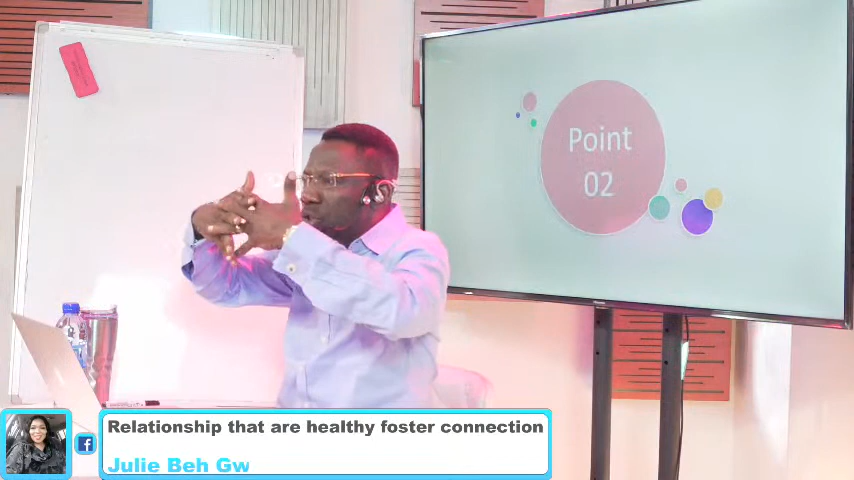 Point
02
Relationship that are healthy foster connection
Julie Beh Gw